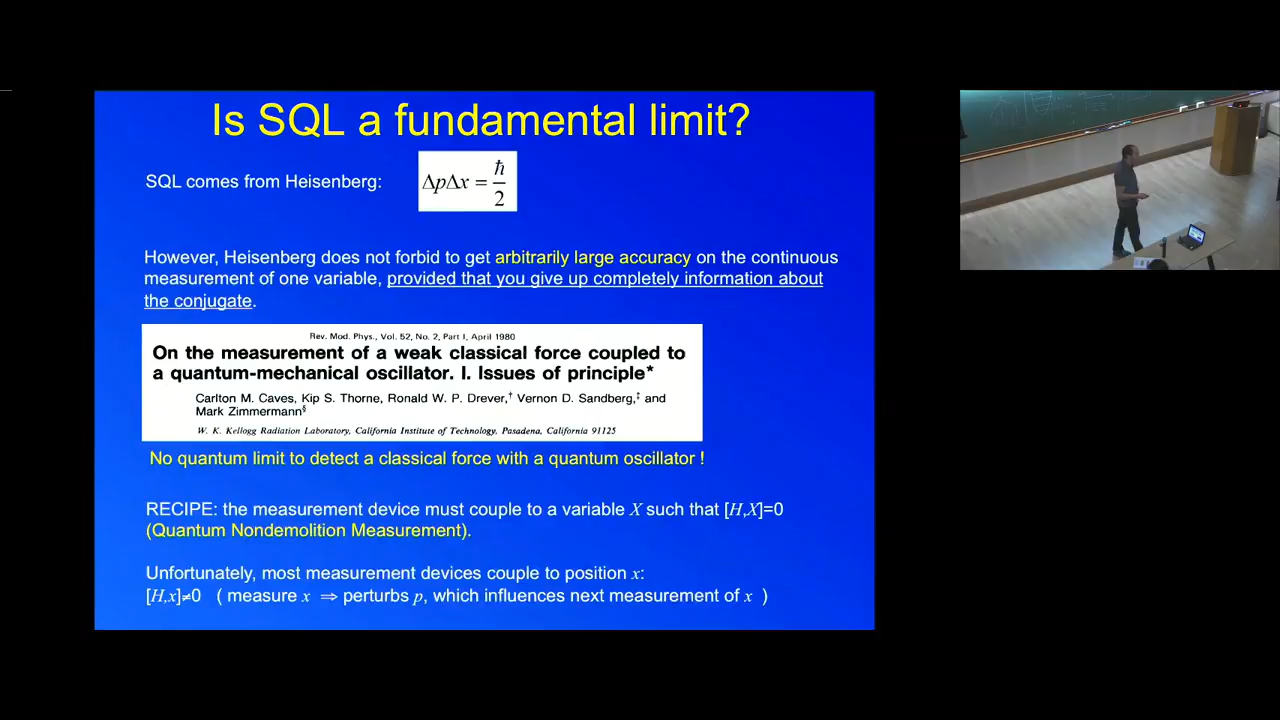 Is SQL a fundamental limit?
SQL comes from Heisenberg:
ΔpΔx = ℏ/2
However, Heisenberg does not forbid to get arbitrarily large accuracy on the continuous
measurement of one variable, provided that you give up completely information about
the conjugate.
Rev. Mod. Phys., Vol. 52, No. 2, Part I, April 1980
On the measurement of a weak classical force coupled to
a quantum-mechanical oscillator. I. Issues of principle*
Carlton M. Caves, Kip S. Thorne, Ronald W. P. Drever,† Vernon D. Sandberg,‡ and
Mark Zimmermann§
W. K. Kellogg Radiation Laboratory, California Institute of Technology, Pasadena, California 91125
No quantum limit to detect a classical force with a quantum oscillator !
RECIPE: the measurement device must couple to a variable X such that [H,X]=0
(Quantum Nondemolition Measurement).
Unfortunately, most measurement devices couple to position x:
[H,x]≠0 ( measure x ⇒ perturbs p, which influences next measurement of x )